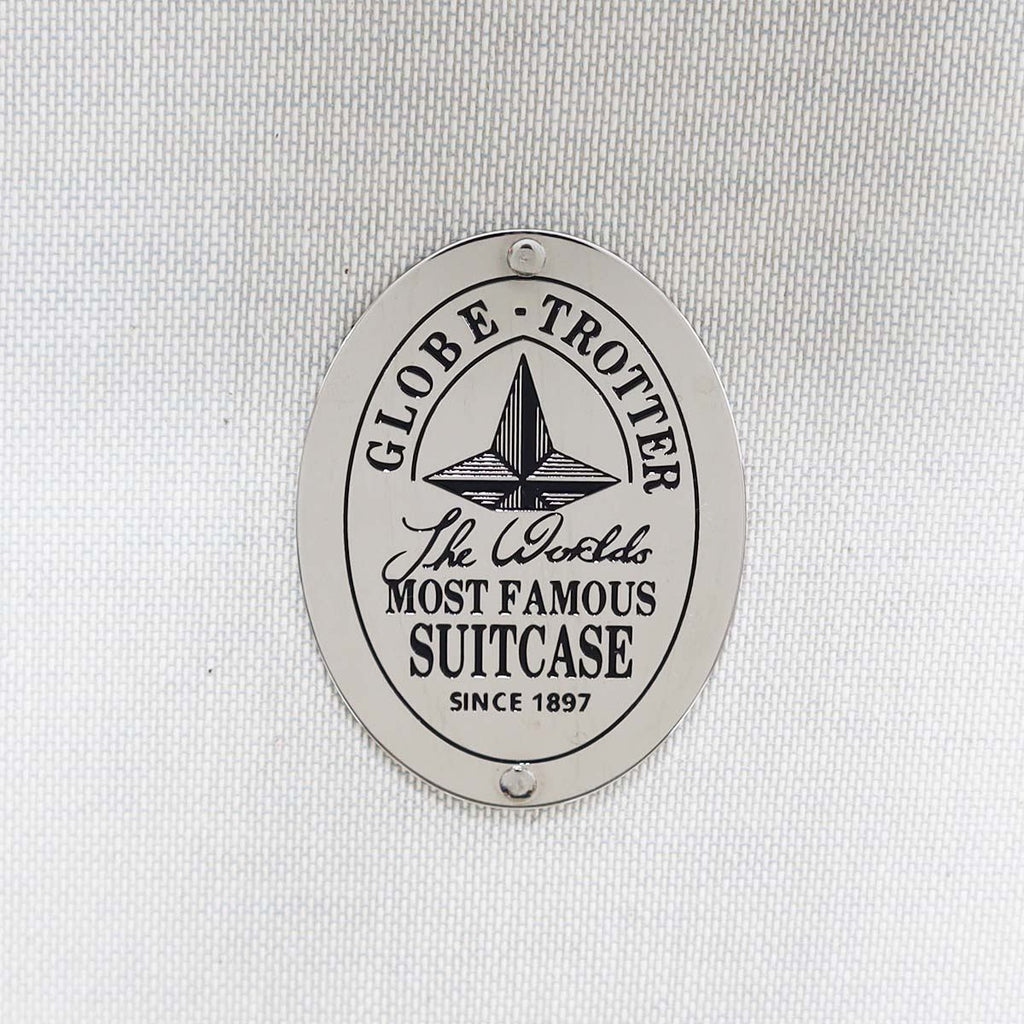 GLOBE-TROTTER
The Worlds
MOST FAMOUS
SUITCASE
SINCE 1897